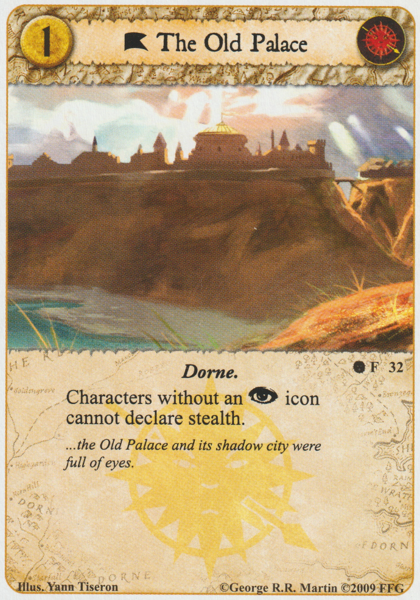 1
The Old Palace
Dorne.
F 32
Characters without an icon
cannot declare stealth.
...the Old Palace and its shadow city were
full of eyes.
DORNE
Illus. Yann Tiseron
©George R.R. Martin ©2009 FFG